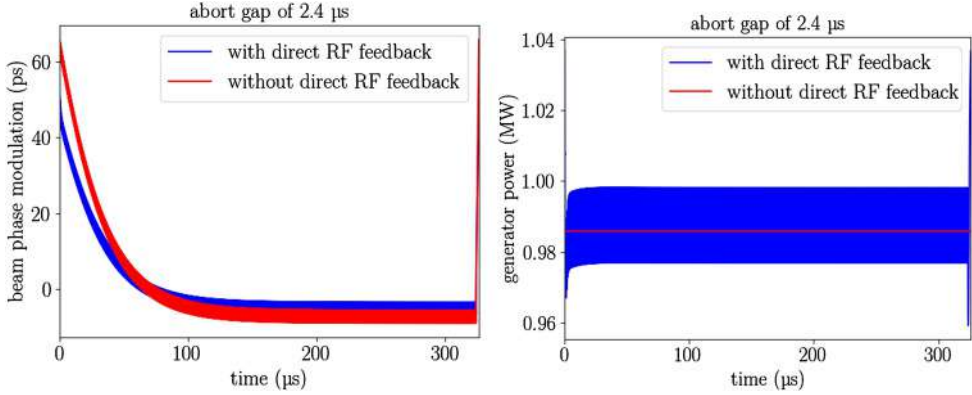 abort gap of 2.4 µs
beam phase modulation (ps)
60
40
20
0
with direct RF feedback
without direct RF feedback
0
100
200
300
time (µs)
abort gap of 2.4 µs
generator power (MW)
1.04
1.02
1.00
0.98
0.96
with direct RF feedback
without direct RF feedback
0
100
200
300
time (µs)